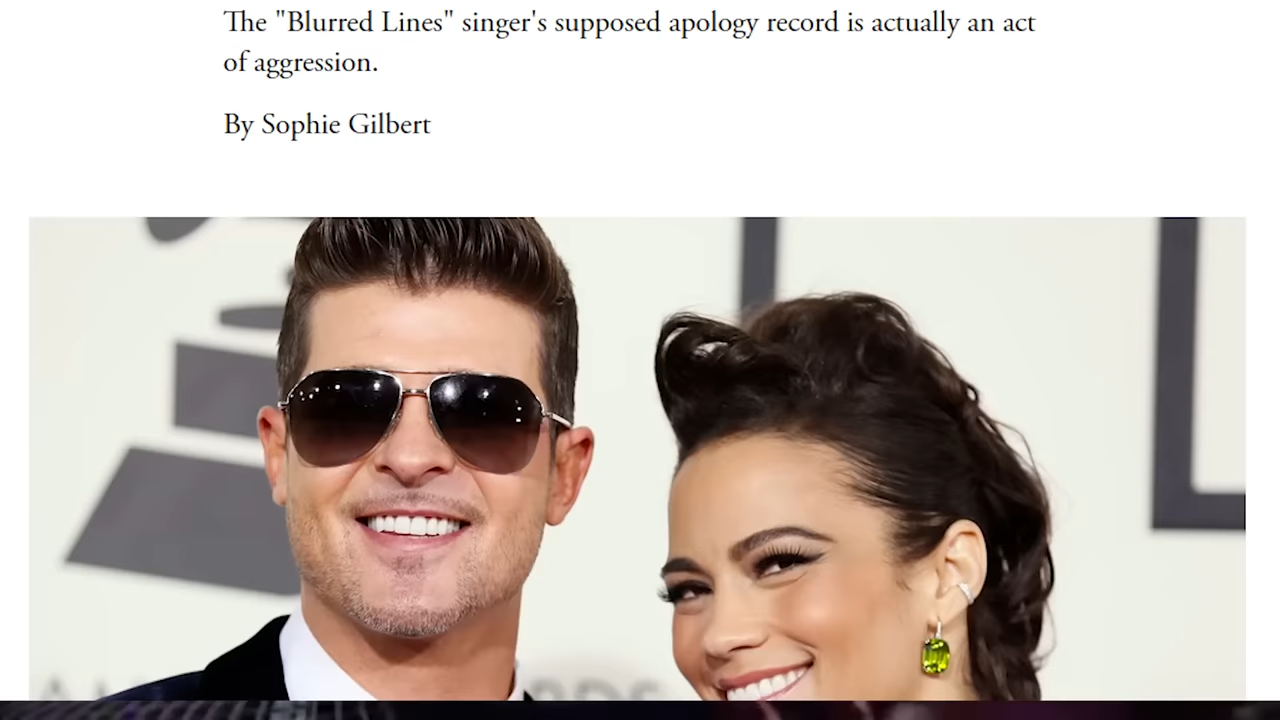 The "Blurred Lines" singer's supposed apology record is actually an act
of aggression.
By Sophie Gilbert